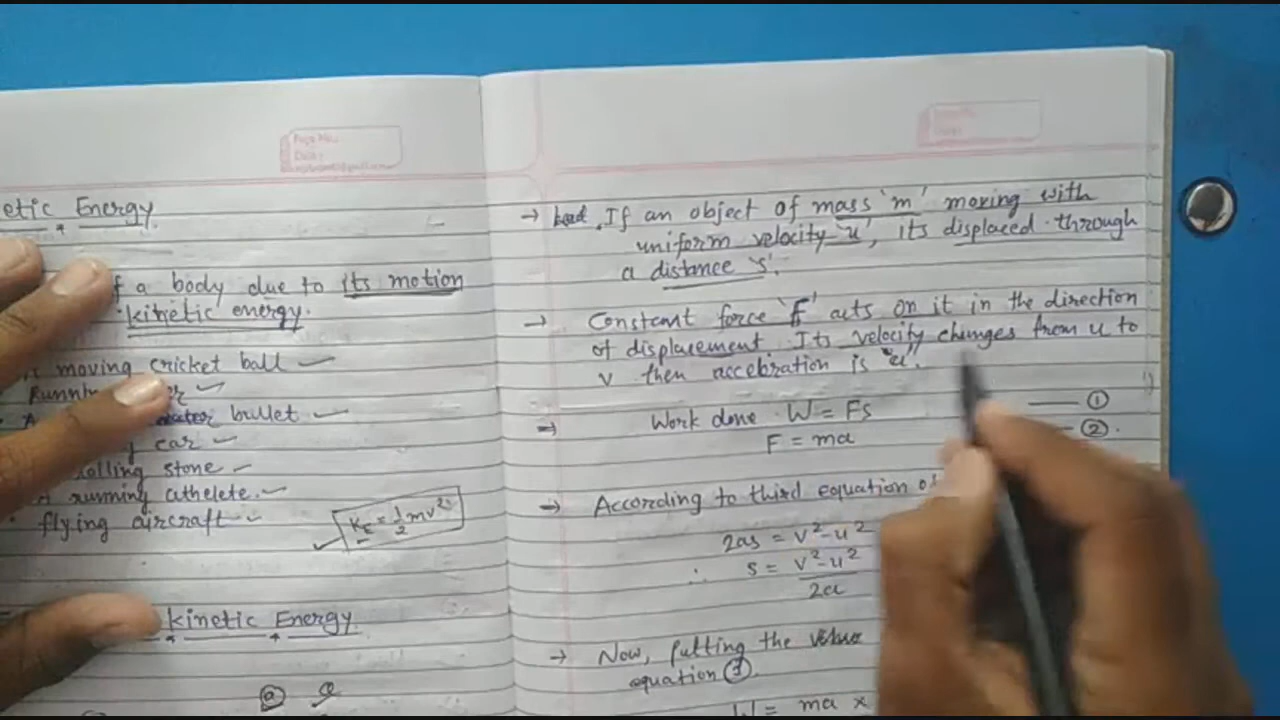 etic Energy.
f a body due to its motion
kinetic energy.
moving cricket ball
bullet
car
rolling stone
A running athelete.
flying aircraft
KE = 1/2 mv²
kinetic Energy
(a)
→ If an object of mass 'm' moving with
uniform velocity 'u', its displaced through
a distance 's'.
→ Constant force 'F' acts on it in the direction
of displacement. Its velocity changes from u to
v then accelration is "a".
⇒ Work done W = Fs —— ①
F = ma —— ②.
→ According to third equation of
2as = v² - u²
∴ s = v² - u² / 2a
→ Now, putting the value
equation ①.
W = ma ×